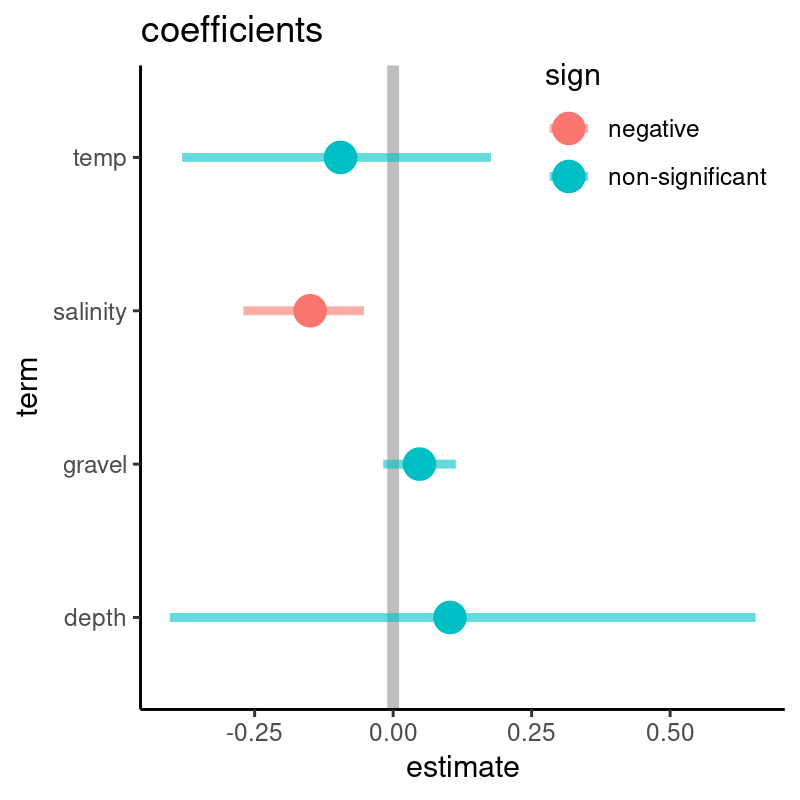 coefficients
sign
negative
non-significant
temp
salinity
gravel
depth
term
-0.25
0.00
0.25
0.50
estimate